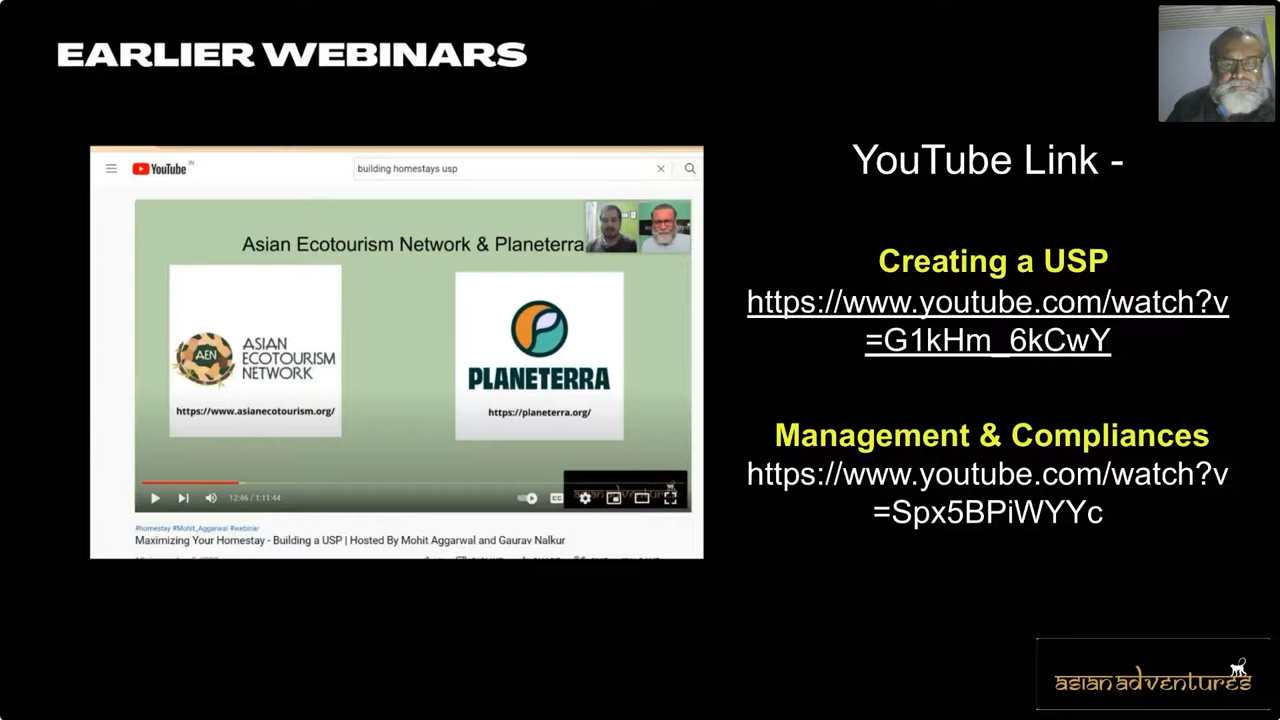 EARLIER WEBINARS
YouTube IN
building homestays usp
Asian Ecotourism Network & Planeterra
AEN
ASIAN
ECOTOURISM
NETWORK
https://www.asianecotourism.org/
PLANETERRA
https://planeterra.org/
12:46 / 1:11:44
CC
#homestay #Mohit_Aggarwal #webinar
Maximizing Your Homestay - Building a USP | Hosted By Mohit Aggarwal and Gaurav Nalkur
YouTube Link -
Creating a USP
https://www.youtube.com/watch?v
=G1kHm_6kCwY
Management & Compliances
https://www.youtube.com/watch?v
=Spx5BPiWYYc
asian adventures